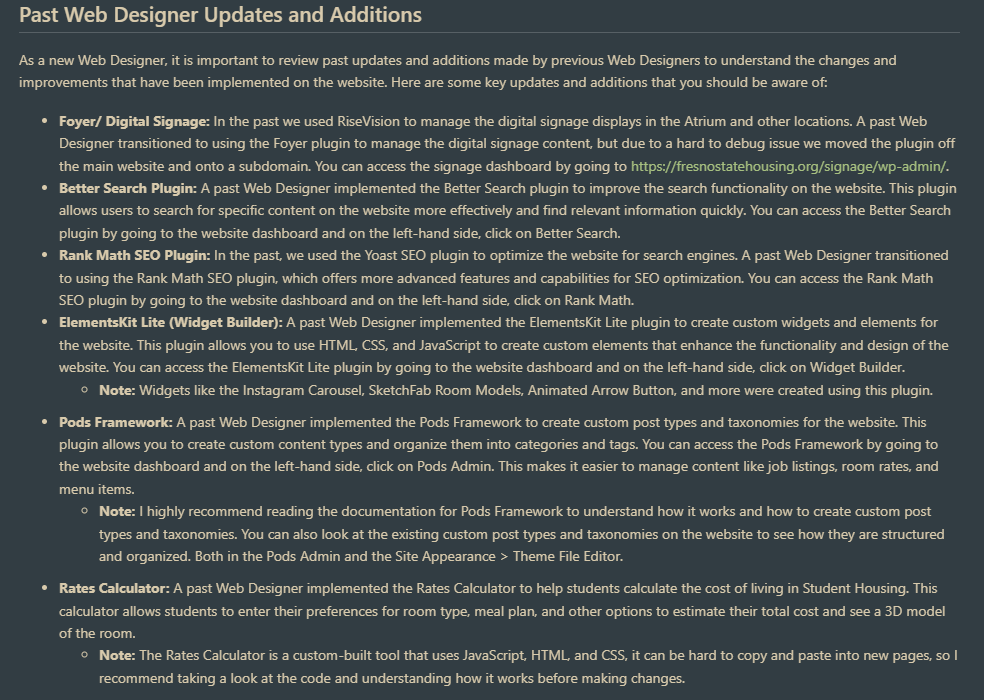 Past Web Designer Updates and Additions
As a new Web Designer, it is important to review past updates and additions made by previous Web Designers to understand the changes and
improvements that have been implemented on the website. Here are some key updates and additions that you should be aware of:
• Foyer/ Digital Signage: In the past we used RiseVision to manage the digital signage displays in the Atrium and other locations. A past Web
Designer transitioned to using the Foyer plugin to manage the digital signage content, but due to a hard to debug issue we moved the plugin off
the main website and onto a subdomain. You can access the signage dashboard by going to https://fresnostatehousing.org/signage/wp-admin/.
• Better Search Plugin: A past Web Designer implemented the Better Search plugin to improve the search functionality on the website. This plugin
allows users to search for specific content on the website more effectively and find relevant information quickly. You can access the Better Search
plugin by going to the website dashboard and on the left-hand side, click on Better Search.
• Rank Math SEO Plugin: In the past, we used the Yoast SEO plugin to optimize the website for search engines. A past Web Designer transitioned
to using the Rank Math SEO plugin, which offers more advanced features and capabilities for SEO optimization. You can access the Rank Math
SEO plugin by going to the website dashboard and on the left-hand side, click on Rank Math.
• ElementsKit Lite (Widget Builder): A past Web Designer implemented the ElementsKit Lite plugin to create custom widgets and elements for
the website. This plugin allows you to use HTML, CSS, and JavaScript to create custom elements that enhance the functionality and design of the
website. You can access the ElementsKit Lite plugin by going to the website dashboard and on the left-hand side, click on Widget Builder.
◦ Note: Widgets like the Instagram Carousel, SketchFab Room Models, Animated Arrow Button, and more were created using this plugin.
• Pods Framework: A past Web Designer implemented the Pods Framework to create custom post types and taxonomies for the website. This
plugin allows you to create custom content types and organize them into categories and tags. You can access the Pods Framework by going to
the website dashboard and on the left-hand side, click on Pods Admin. This makes it easier to manage content like job listings, room rates, and
menu items.
◦ Note: I highly recommend reading the documentation for Pods Framework to understand how it works and how to create custom post
types and taxonomies. You can also look at the existing custom post types and taxonomies on the website to see how they are structured
and organized. Both in the Pods Admin and the Site Appearance > Theme File Editor.
• Rates Calculator: A past Web Designer implemented the Rates Calculator to help students calculate the cost of living in Student Housing. This
calculator allows students to enter their preferences for room type, meal plan, and other options to estimate their total cost and see a 3D model
of the room.
◦ Note: The Rates Calculator is a custom-built tool that uses JavaScript, HTML, and CSS, it can be hard to copy and paste into new pages, so I
recommend taking a look at the code and understanding how it works before making changes.